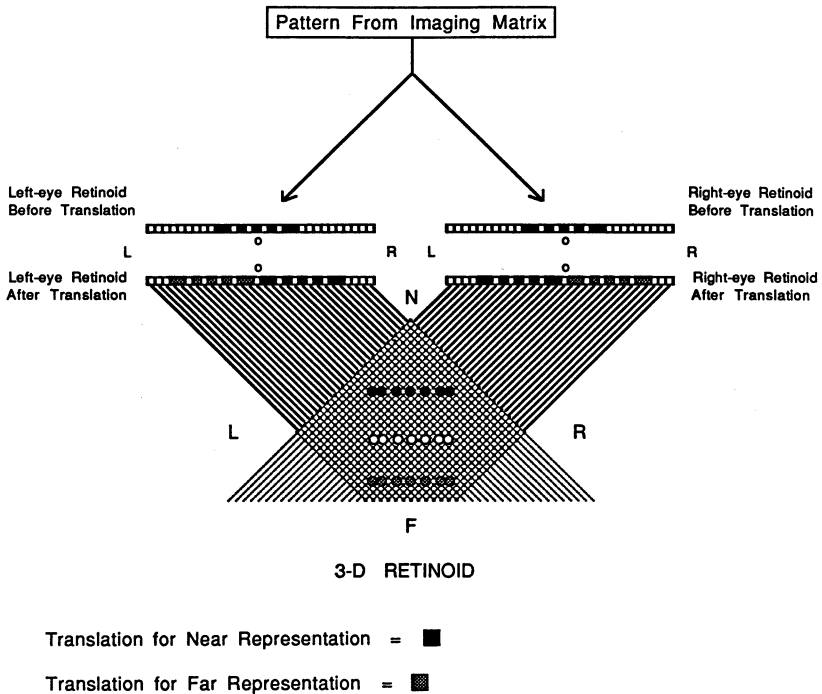 Pattern From Imaging Matrix
Left-eye Retinoid
Before Translation
Right-eye Retinoid
Before Translation
L
R
L
R
Left-eye Retinoid
After Translation
Right-eye Retinoid
After Translation
N
L
R
F
3-D RETINOID
Translation for Near Representation =
Translation for Far Representation =